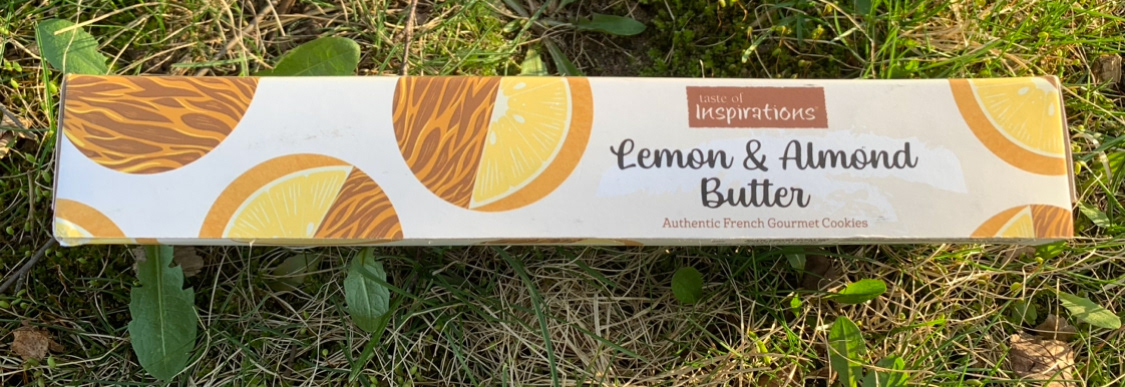 taste of
Inspirations
Lemon & Almond
Butter
Authentic French Gourmet Cookies